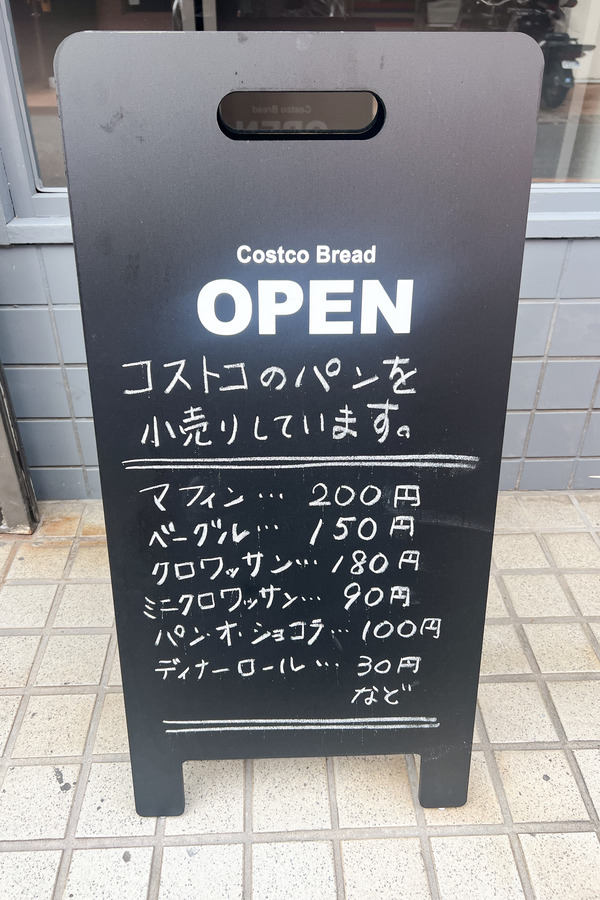 Costco Bread
OPEN
コストコのパンを
小売りしています。
マフィン… 200円
ベーグル… 150円
クロワッサン… 180円
ミニクロワッサン… 90円
パン・オ・ショコラ… 100円
ディナーロール… 30円
など